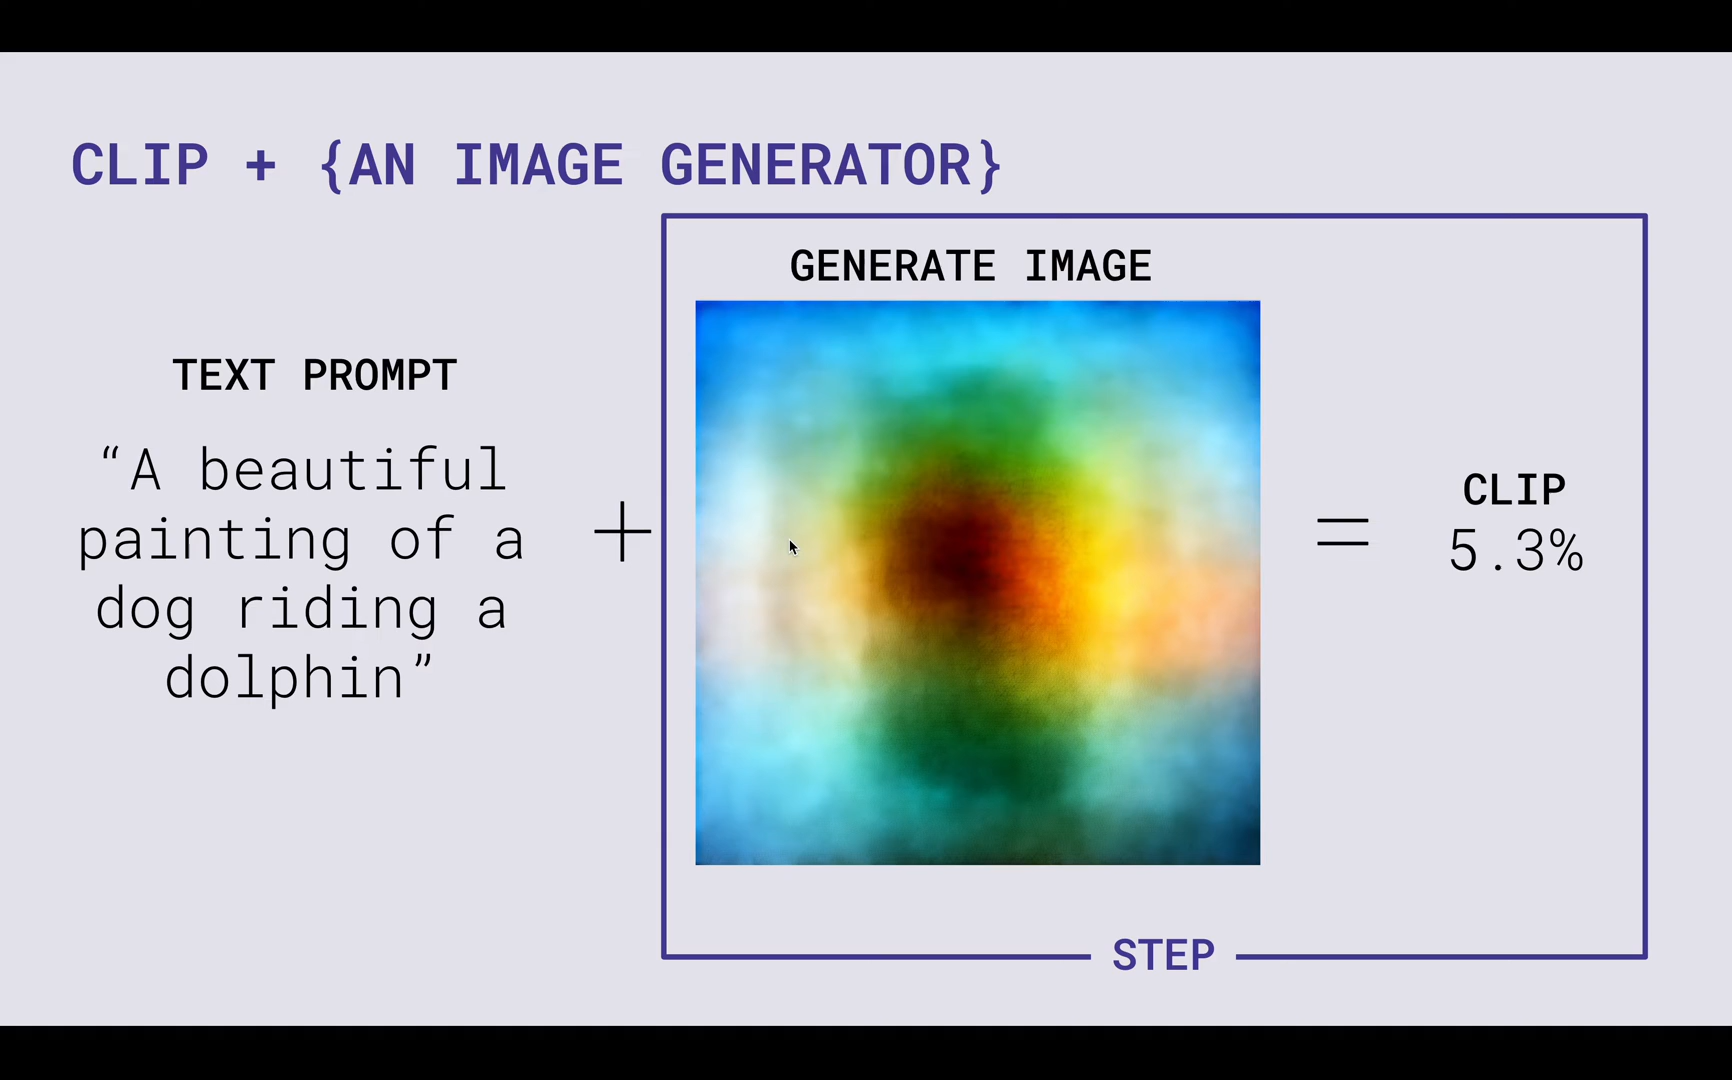 CLIP + {AN IMAGE GENERATOR}
TEXT PROMPT
“A beautiful
painting of a
dog riding a
dolphin”
+
GENERATE IMAGE
=
CLIP
5.3%
STEP